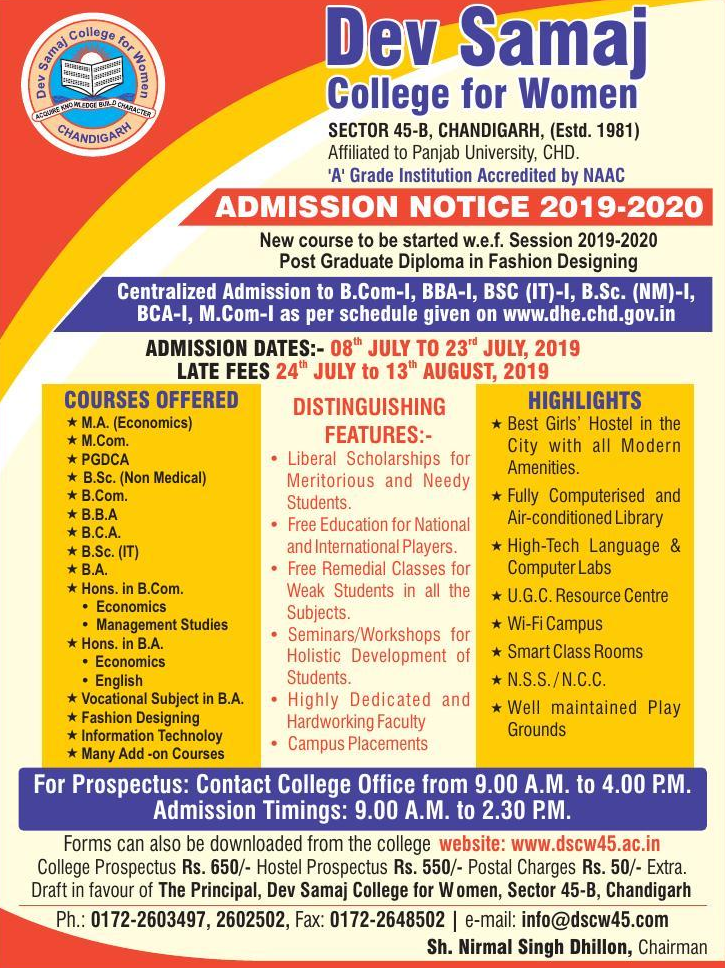 Dev Samaj College for Women
ACQUIRE KNOWLEDGE BUILD CHARACTER
CHANDIGARH
Dev Samaj
College for Women
SECTOR 45-B, CHANDIGARH, (Estd. 1981)
Affiliated to Panjab University, CHD.
'A' Grade Institution Accredited by NAAC
ADMISSION NOTICE 2019-2020
New course to be started w.e.f. Session 2019-2020
Post Graduate Diploma in Fashion Designing
Centralized Admission to B.Com-I, BBA-I, BSC (IT)-I, B.Sc. (NM)-I,
BCA-I, M.Com-I as per schedule given on www.dhe.chd.gov.in
ADMISSION DATES:- 08th JULY TO 23rd JULY, 2019
LATE FEES 24th JULY to 13th AUGUST, 2019
COURSES OFFERED
★ M.A. (Economics)
★ M.Com.
★ PGDCA
★ B.Sc. (Non Medical)
★ B.Com.
★ B.B.A
★ B.C.A.
★ B.Sc. (IT)
★ B.A.
★ Hons. in B.Com.
• Economics
• Management Studies
★ Hons. in B.A.
• Economics
• English
★ Vocational Subject in B.A.
★ Fashion Designing
★ Information Technoloy
★ Many Add -on Courses
DISTINGUISHING
FEATURES:-
• Liberal Scholarships for
Meritorious and Needy
Students.
• Free Education for National
and International Players.
• Free Remedial Classes for
Weak Students in all the
Subjects.
• Seminars/Workshops for
Holistic Development of
Students.
• Highly Dedicated and
Hardworking Faculty
• Campus Placements
HIGHLIGHTS
★ Best Girls' Hostel in the
City with all Modern
Amenities.
★ Fully Computerised and
Air-conditioned Library
★ High-Tech Language &
Computer Labs
★ U.G.C. Resource Centre
★ Wi-Fi Campus
★ Smart Class Rooms
★ N.S.S. / N.C.C.
★ Well maintained Play
Grounds
For Prospectus: Contact College Office from 9.00 A.M. to 4.00 P.M.
Admission Timings: 9.00 A.M. to 2.30 P.M.
Forms can also be downloaded from the college website: www.dscw45.ac.in
College Prospectus Rs. 650/- Hostel Prospectus Rs. 550/- Postal Charges Rs. 50/- Extra.
Draft in favour of The Principal, Dev Samaj College for Women, Sector 45-B, Chandigarh
Ph.: 0172-2603497, 2602502, Fax: 0172-2648502 | e-mail: info@dscw45.com
Sh. Nirmal Singh Dhillon, Chairman